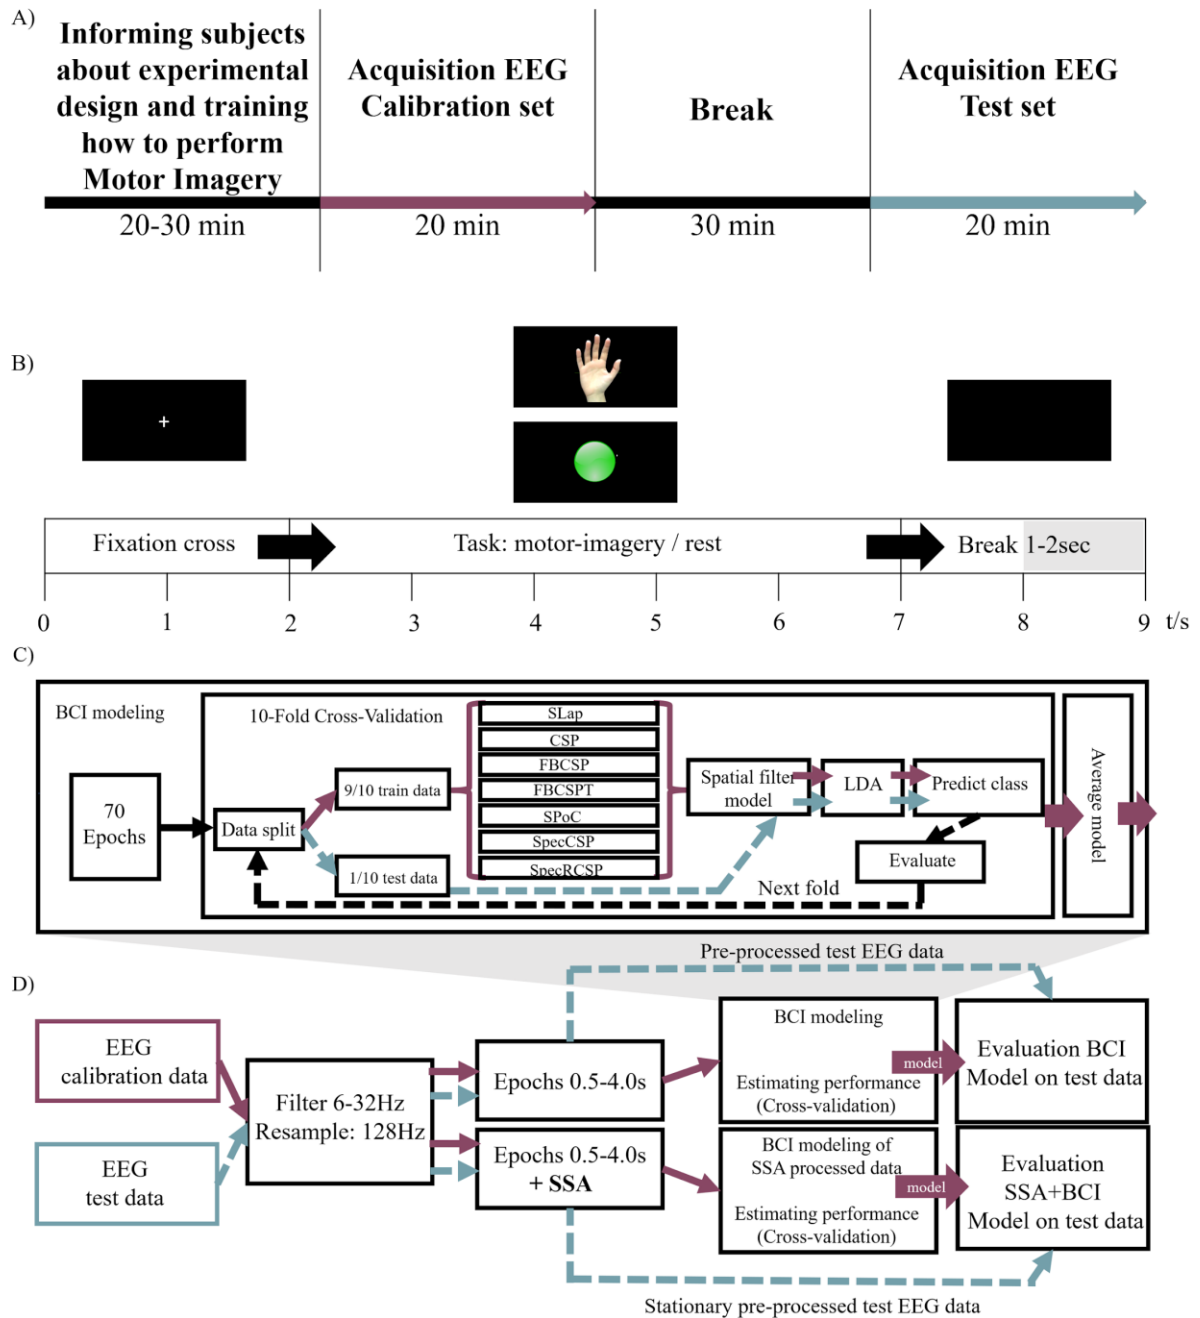 A)
Informing subjects
about experimental
design and training
how to perform
Motor Imagery
Acquisition EEG
Calibration set
Break
Acquisition EEG
Test set
20-30 min
20 min
30 min
20 min
B)
Fixation cross
Task: motor-imagery / rest
Break 1-2sec
0 1 2 3 4 5 6 7 8 9 t/s
C)
BCI modeling
10-Fold Cross-Validation
70
Epochs
Data split
9/10 train data
1/10 test data
SLap
CSP
FBCSP
FBCSPT
SPoC
SpecCSP
SpecRCSP
Spatial filter
model
LDA
Predict class
Evaluate
Next fold
Average model
Pre-processed test EEG data
D)
EEG
calibration data
EEG
test data
Filter 6-32Hz
Resample: 128Hz
Epochs 0.5-4.0s
Epochs 0.5-4.0s
+ SSA
BCI modeling
Estimating performance
(Cross-validation)
model
Evaluation BCI
Model on test data
BCI modeling of
SSA processed data
Estimating performance
(Cross-validation)
model
Evaluation
SSA+BCI
Model on test data
Stationary pre-processed test EEG data